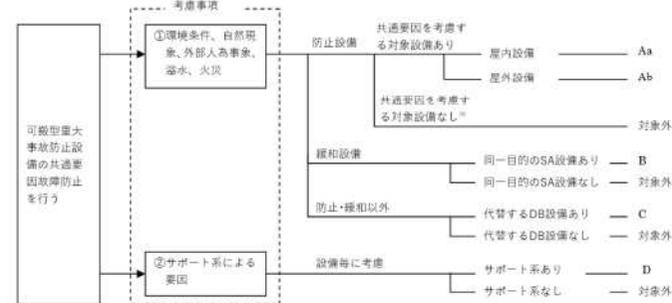 考慮事項
①環境条件、自然現
象、外部人為事象、
溢水、火災
防止設備
共通要因を考慮す
る対象設備あり
屋内設備
Aa
屋外設備
Ab
共通要因を考慮す
る対象設備なし※
対象外
可搬型重大
事故防止設
備の共通要
因故障防止
を行う
緩和設備
同一目的のSA設備あり
B
同一目的のSA設備なし
対象外
防止・緩和以外
代替するDB設備あり
C
代替するDB設備なし
対象外
②サポート系による
要因
設備毎に考慮
サポート系あり
D
サポート系なし
対象外